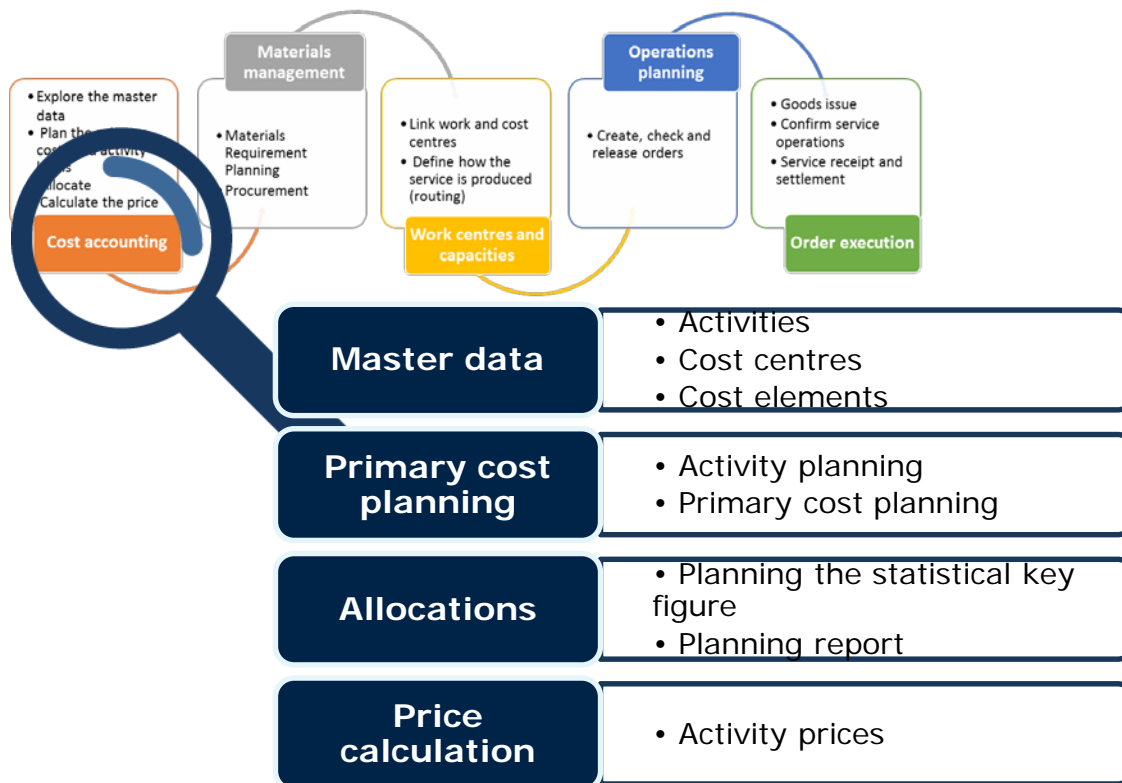 Materials
management
Operations
planning
• Explore the master
data
• Plan the
cost
activity
Calculate the price
Cost accounting
• Materials
Requirement
Planning
Procurement
• Link work and cost
centres
• Define how the
service is produced
(routing)
Work centres and
capacities
• Create, check and
release orders
• Goods issue
• Confirm service
operations
• Service receipt and
settlement
Order execution
Master data
• Activities
• Cost centres
• Cost elements
Primary cost
planning
• Activity planning
• Primary cost planning
Allocations
• Planning the statistical key
figure
• Planning report
Price
calculation
• Activity prices